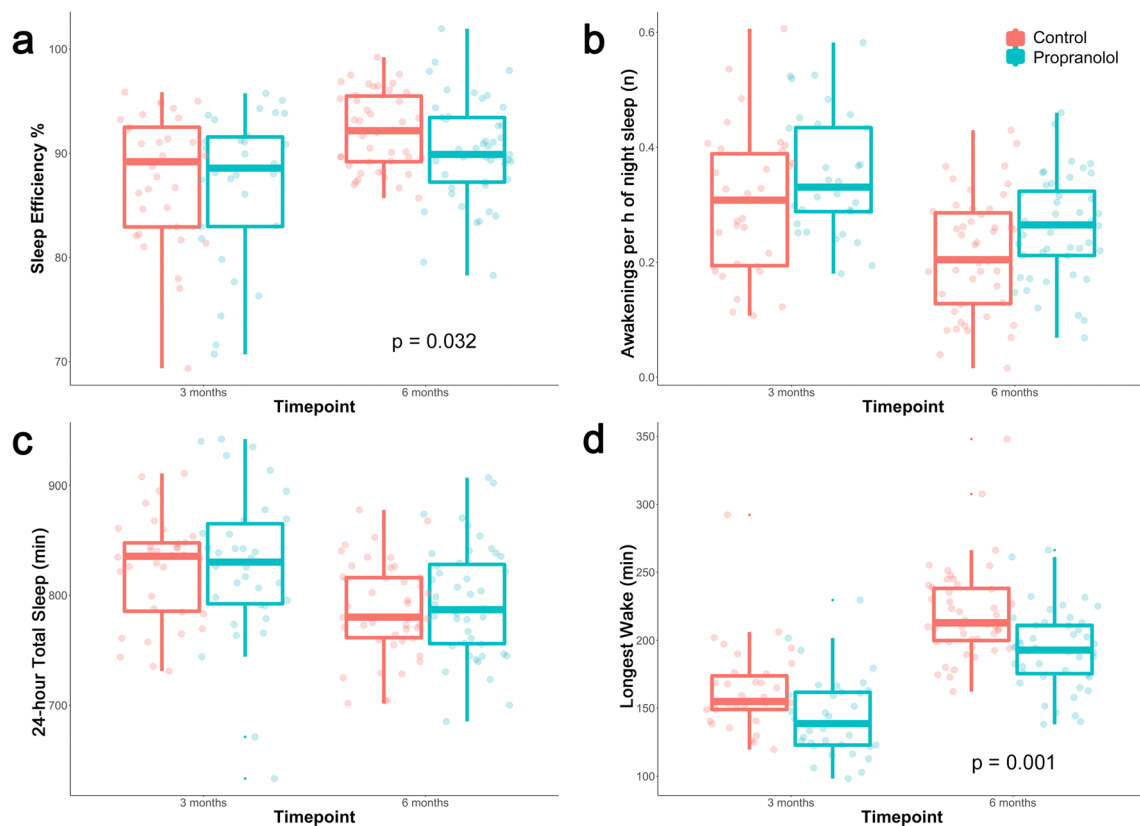 a
Sleep Efficiency %
100
90
80
70
p = 0.032
3 months
6 months
Timepoint
b
Awakenings per h of night sleep (n)
0.6
0.4
0.2
0.0
Control
Propranolol
3 months
6 months
Timepoint
c
24-hour Total Sleep (min)
900
800
700
3 months
6 months
Timepoint
d
Longest Wake (min)
350
300
250
200
150
100
p = 0.001
3 months
6 months
Timepoint